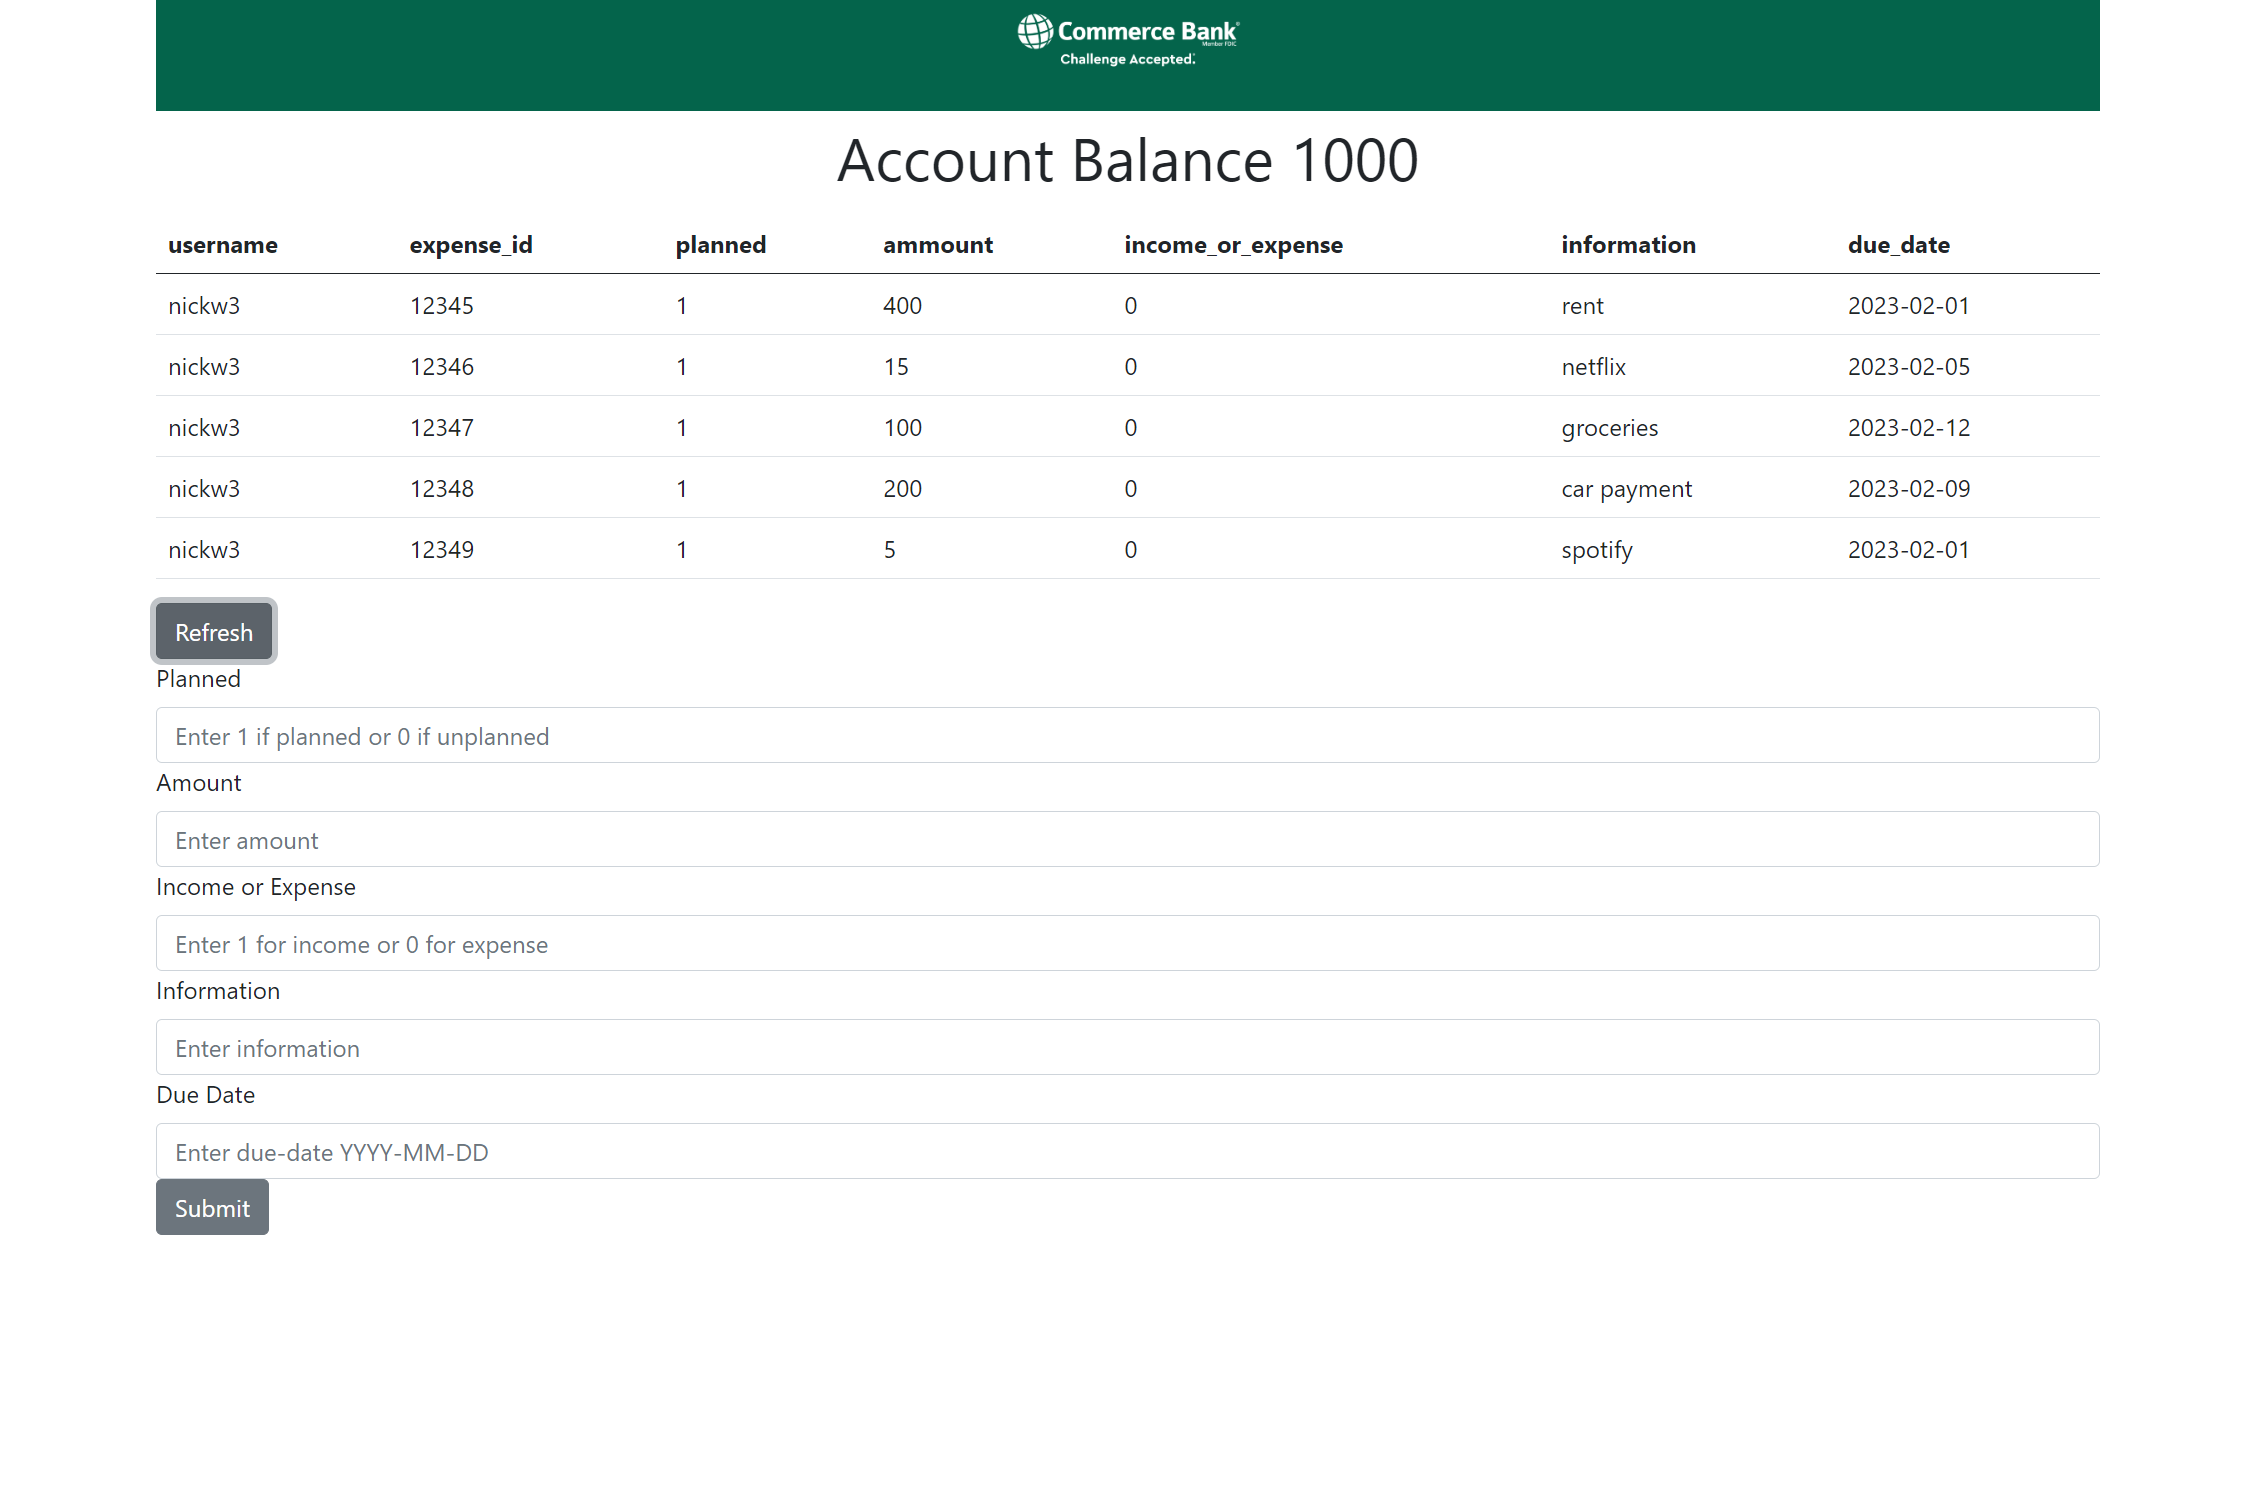 Commerce Bank
Member FDIC
Challenge Accepted.
Account Balance 1000
username expense_id planned ammount income_or_expense information due_date
nickw3 12345 1 400 0 rent 2023-02-01
nickw3 12346 1 15 0 netflix 2023-02-05
nickw3 12347 1 100 0 groceries 2023-02-12
nickw3 12348 1 200 0 car payment 2023-02-09
nickw3 12349 1 5 0 spotify 2023-02-01
Refresh
Planned
Enter 1 if planned or 0 if unplanned
Amount
Enter amount
Income or Expense
Enter 1 for income or 0 for expense
Information
Enter information
Due Date
Enter due-date YYYY-MM-DD
Submit